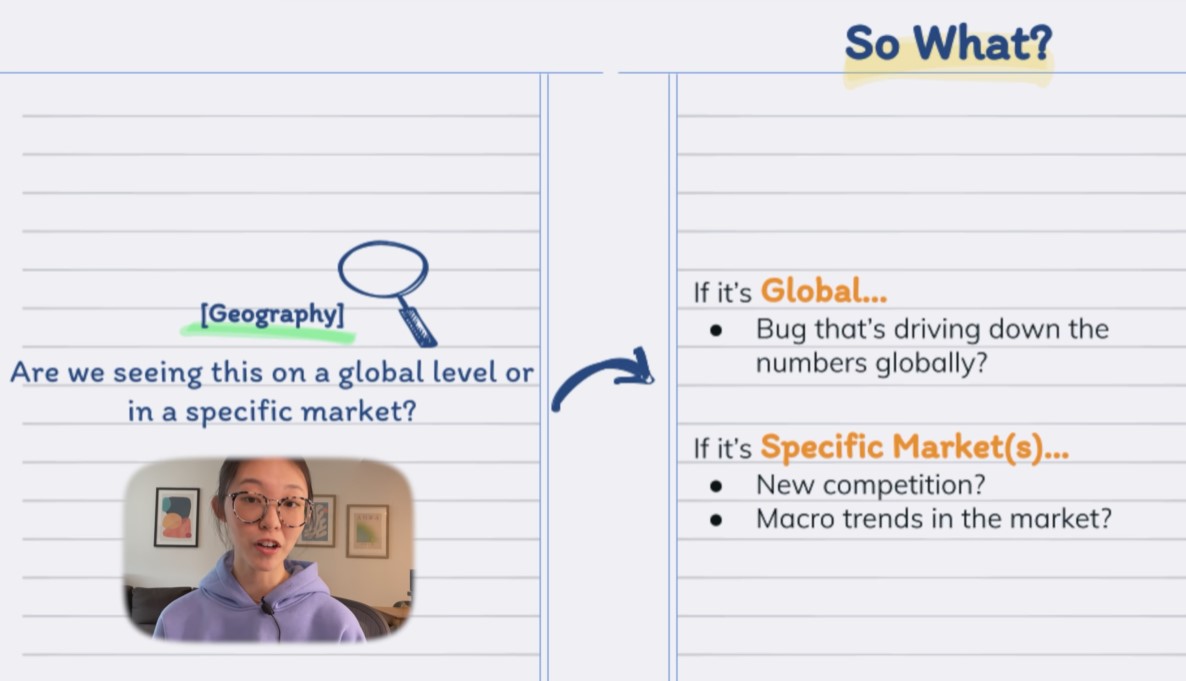 So What?
[Geography]
Are we seeing this on a global level or
in a specific market?
If it's Global...
● Bug that's driving down the
numbers globally?
If it's Specific Market(s)...
● New competition?
● Macro trends in the market?